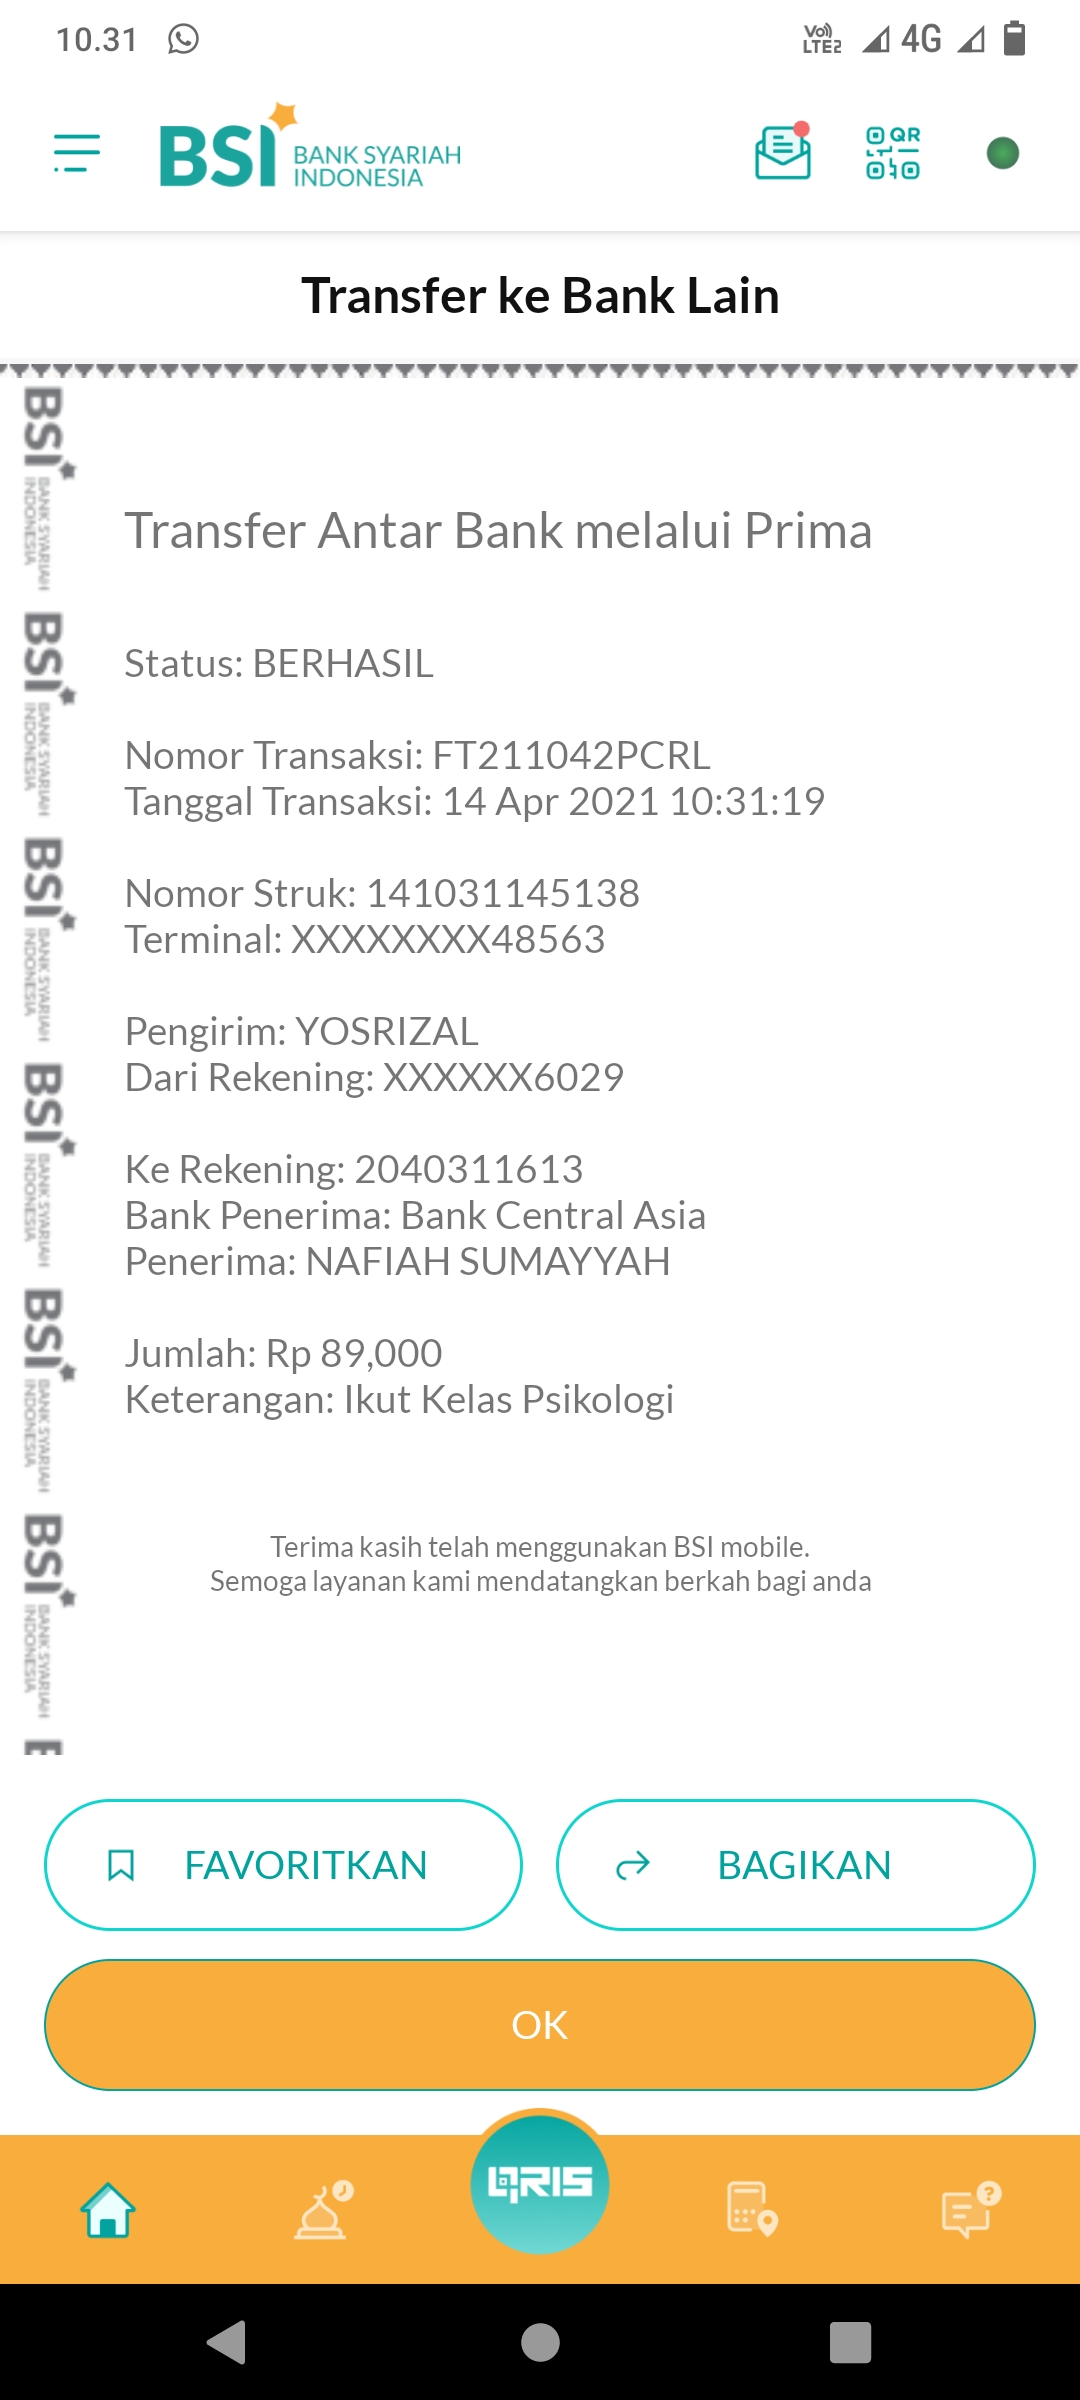 10.31
Vo)) LTE2 4G
BSI BANK SYARIAH INDONESIA
QR
Transfer ke Bank Lain
BSI BANK SYARIAH INDONESIA
BSI BANK SYARIAH INDONESIA
BSI BANK SYARIAH INDONESIA
BSI BANK SYARIAH INDONESIA
BSI BANK SYARIAH INDONESIA
BSI BANK SYARIAH INDONESIA
Transfer Antar Bank melalui Prima
Status: BERHASIL
Nomor Transaksi: FT211042PCRL
Tanggal Transaksi: 14 Apr 2021 10:31:19
Nomor Struk: 141031145138
Terminal: XXXXXXXX48563
Pengirim: YOSRIZAL
Dari Rekening: XXXXXX6029
Ke Rekening: 2040311613
Bank Penerima: Bank Central Asia
Penerima: NAFIAH SUMAYYAH
Jumlah: Rp 89,000
Keterangan: Ikut Kelas Psikologi
Terima kasih telah menggunakan BSI mobile.
Semoga layanan kami mendatangkan berkah bagi anda
FAVORITKAN
BAGIKAN
OK
QRIS